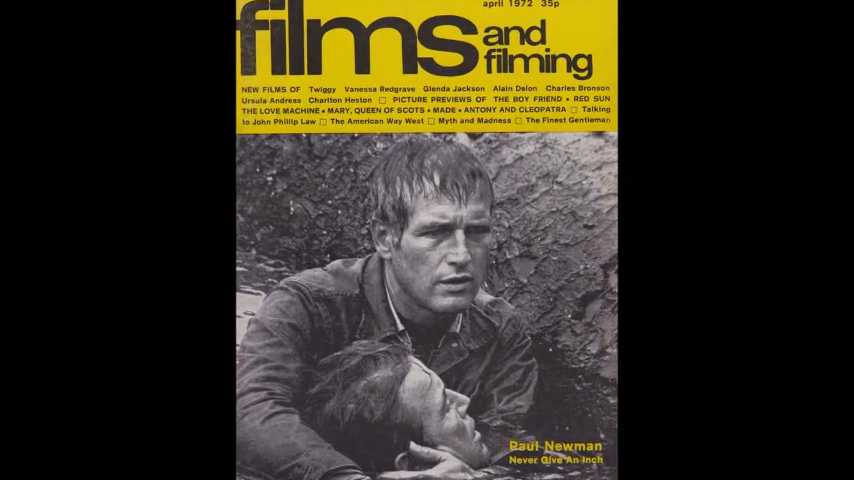 films
and
filming
april 1972 35p
NEW FILMS OF Twiggy Vanessa Redgrave Glenda Jackson Alain Delon Charles Bronson
Ursula Andress Charlton Heston □ PICTURE PREVIEWS OF THE BOY FRIEND • RED SUN
THE LOVE MACHINE • MARY, QUEEN OF SCOTS • MADE • ANTONY AND CLEOPATRA □ Talking
to John Phillip Law □ The American Way West □ Myth and Madness □ The Finest Gentleman
Paul Newman
Never Give An Inch